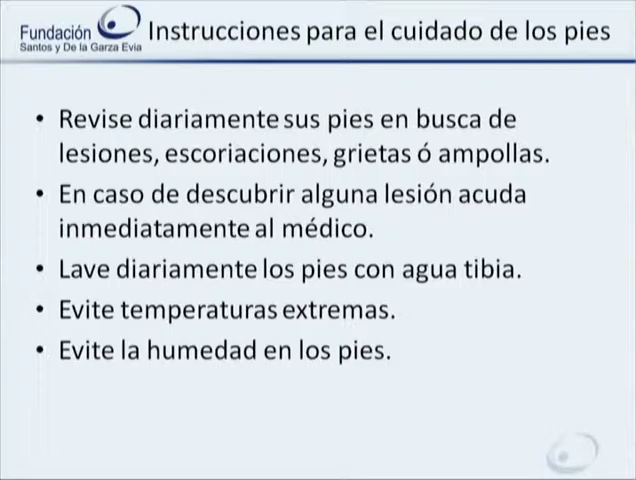 Fundación
Santos y De la Garza Evia
Instrucciones para el cuidado de los pies
• Revise diariamente sus pies en busca de
lesiones, escoriaciones, grietas ó ampollas.
• En caso de descubrir alguna lesión acuda
inmediatamente al médico.
• Lave diariamente los pies con agua tibia.
• Evite temperaturas extremas.
• Evite la humedad en los pies.